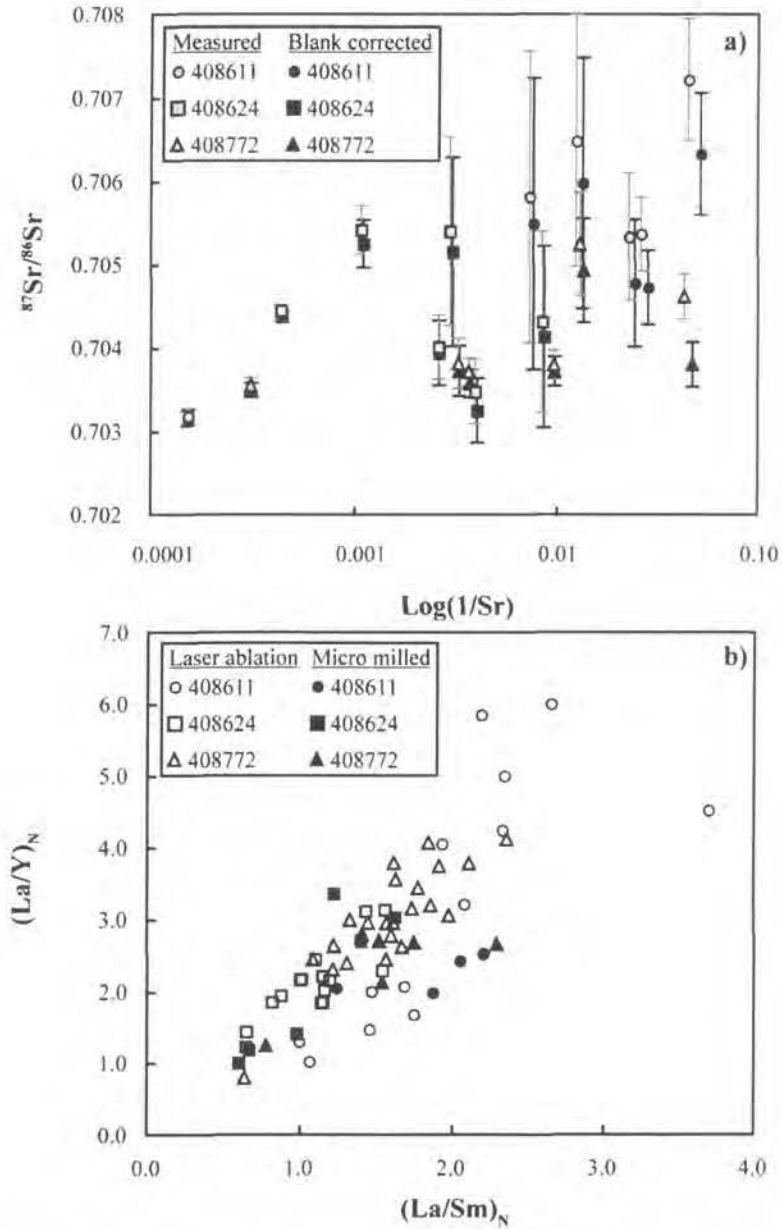 0.708
a)
Measured Blank corrected
408611 408611
0.707
408624 408624
408772 408772
0.706
⁸⁷Sr/⁸⁶Sr
0.705
0.704
0.703
0.702
0.0001 0.001 0.01 0.10
Log(1/Sr)
7.0
b)
Laser ablation Micro milled
408611 408611
6.0
408624 408624
408772 408772
5.0
(La/Y)N
4.0
3.0
2.0
1.0
0.0
0.0 1.0 2.0 3.0 4.0
(La/Sm)N